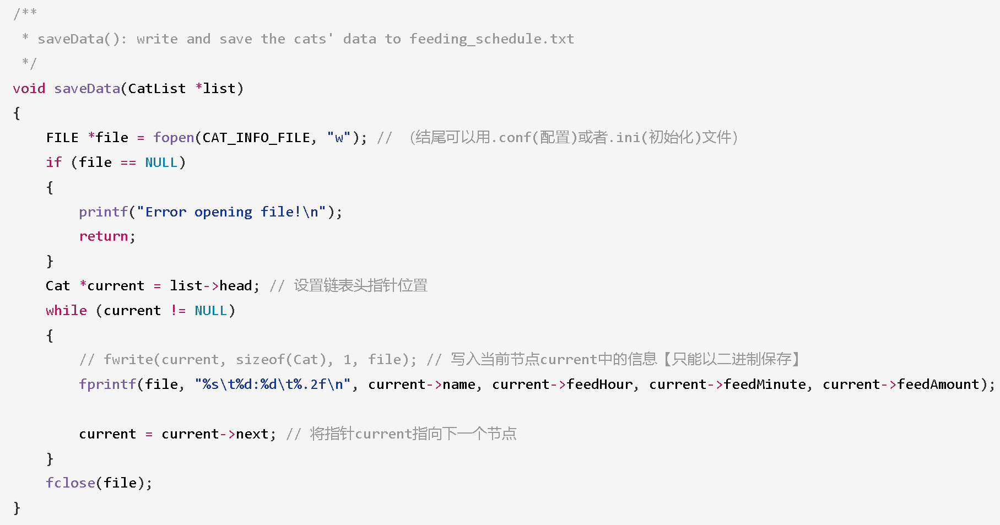 /**
 * saveData(): write and save the cats' data to feeding_schedule.txt
 */
void saveData(CatList *list)
{
    FILE *file = fopen(CAT_INFO_FILE, "w"); // （结尾可以用.conf(配置)或者.ini(初始化)文件）
    if (file == NULL)
    {
        printf("Error opening file!\n");
        return;
    }
    Cat *current = list->head; // 设置链表头指针位置
    while (current != NULL)
    {
        // fwrite(current, sizeof(Cat), 1, file); // 写入当前节点current中的信息【只能以二进制保存】
        fprintf(file, "%s\t%d:%d\t%.2f\n", current->name, current->feedHour, current->feedMinute, current->feedAmount);

        current = current->next; // 将指针current指向下一个节点
    }
    fclose(file);
}